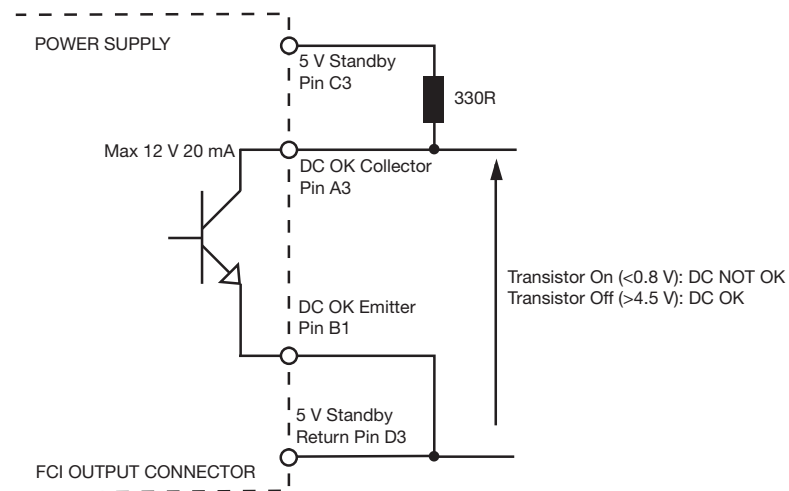 POWER SUPPLY
5 V Standby
Pin C3
330R
Max 12 V 20 mA
DC OK Collector
Pin A3
Transistor On (<0.8 V): DC NOT OK
Transistor Off (>4.5 V): DC OK
DC OK Emitter
Pin B1
5 V Standby
Return Pin D3
FCI OUTPUT CONNECTOR